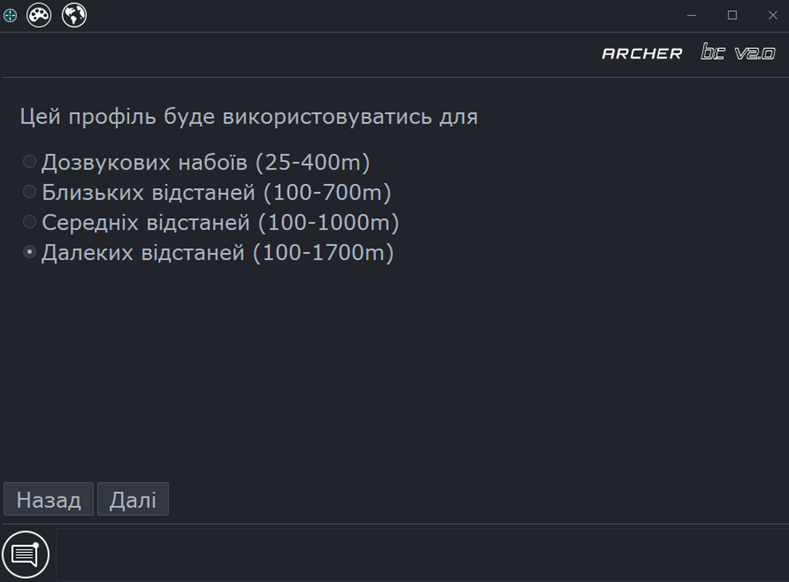 ARCHER bc v2.0
Цей профіль буде використовуватись для
Дозвукових набоїв (25-400m)
Близьких відстаней (100-700m)
Середніх відстаней (100-1000m)
Далеких відстаней (100-1700m)
Назад Далі